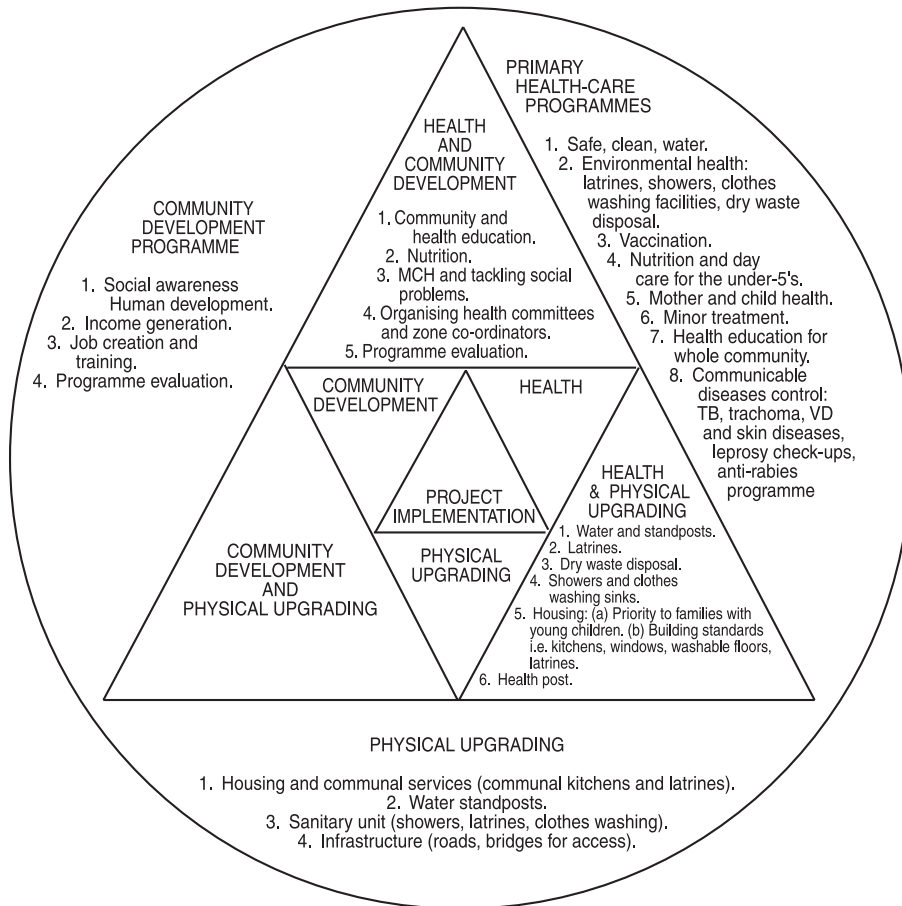 PRIMARY
HEALTH-CARE
PROGRAMMES
1. Safe, clean, water.
2. Environmental health:
latrines, showers, clothes
washing facilities, dry waste
disposal.
3. Vaccination.
4. Nutrition and day
care for the under-5's.
5. Mother and child health.
6. Minor treatment.
7. Health education for
whole community.
8. Communicable
diseases control:
TB, trachoma, VD
and skin diseases,
leprosy check-ups,
anti-rabies
programme
HEALTH
AND
COMMUNITY
DEVELOPMENT
1. Community and
health education.
2. Nutrition.
3. MCH and tackling social
problems.
4. Organising health committees
and zone co-ordinators.
5. Programme evaluation.
COMMUNITY
DEVELOPMENT
PROGRAMME
1. Social awareness
Human development.
2. Income generation.
3. Job creation and
training.
4. Programme evaluation.
COMMUNITY
DEVELOPMENT
HEALTH
PROJECT
IMPLEMENTATION
PHYSICAL
UPGRADING
COMMUNITY
DEVELOPMENT
AND
PHYSICAL UPGRADING
HEALTH
& PHYSICAL
UPGRADING
1. Water and standposts.
2. Latrines.
3. Dry waste disposal.
4. Showers and clothes
washing sinks.
5. Housing: (a) Priority to families with
young children. (b) Building standards
i.e. kitchens, windows, washable floors,
latrines.
6. Health post.
PHYSICAL UPGRADING
1. Housing and communal services (communal kitchens and latrines).
2. Water standposts.
3. Sanitary unit (showers, latrines, clothes washing).
4. Infrastructure (roads, bridges for access).